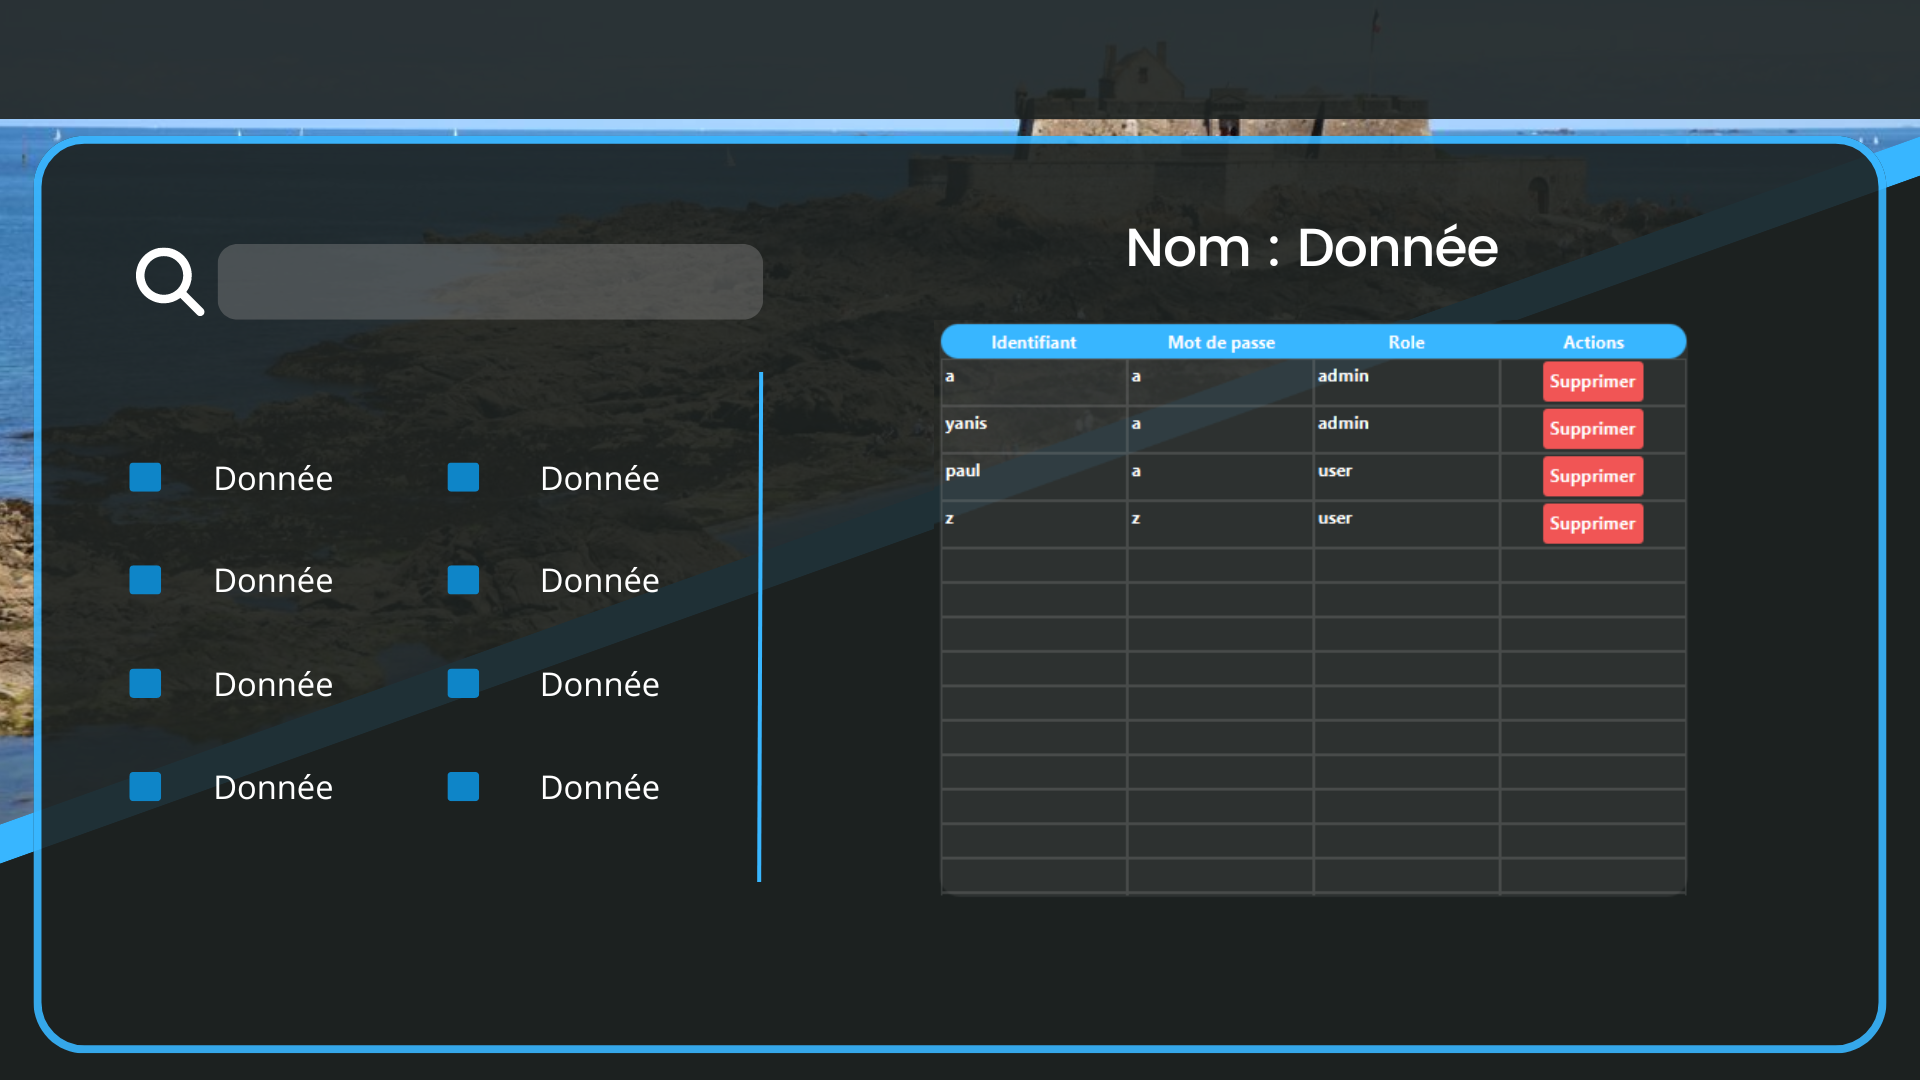 Nom : Donnée
Donnée Donnée
Donnée Donnée
Donnée Donnée
Donnée Donnée
Identifiant Mot de passe Role Actions
a a admin Supprimer
yanis a admin Supprimer
paul a user Supprimer
z z user Supprimer